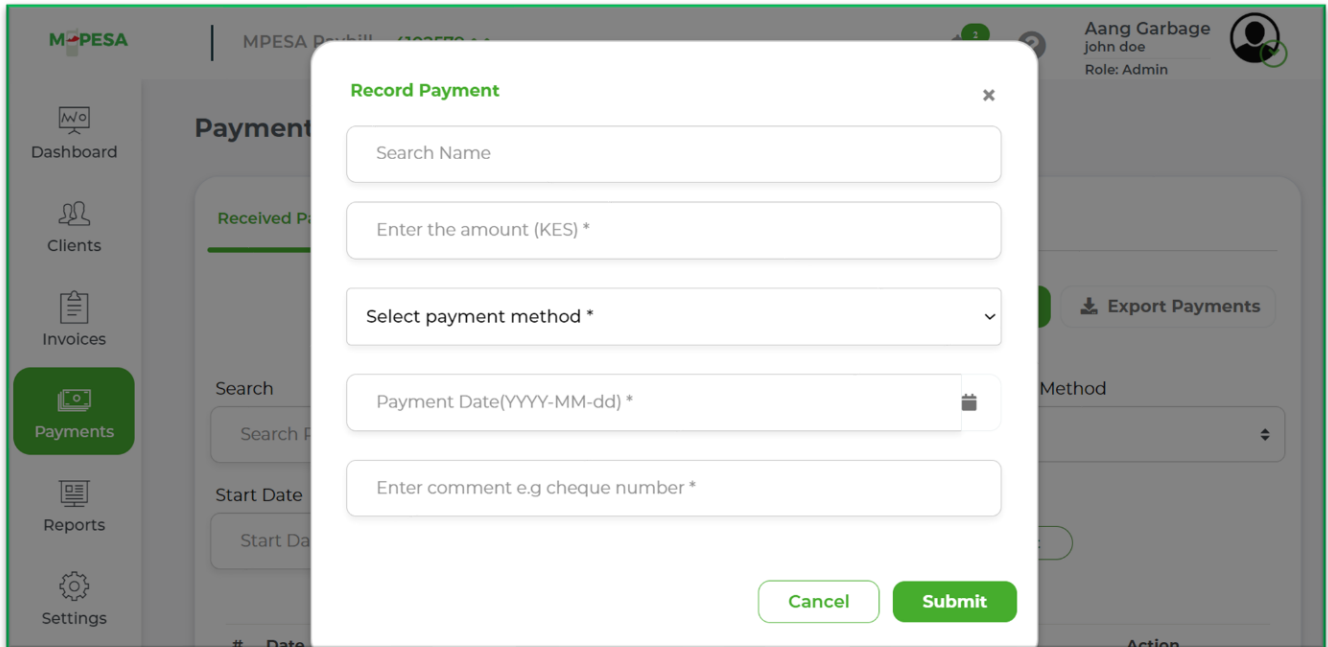 M-PESA
MPESA
2
Aang Garbage
john doe
Role: Admin
Record Payment
×
Search Name
Enter the amount (KES) *
Select payment method *
Payment Date(YYYY-MM-dd) *
Enter comment e.g cheque number *
Cancel
Submit
Dashboard
Clients
Invoices
Payments
Reports
Settings
Payment
Received
Export Payments
Search
Method
Search
Start Date
Start
# Date
Action